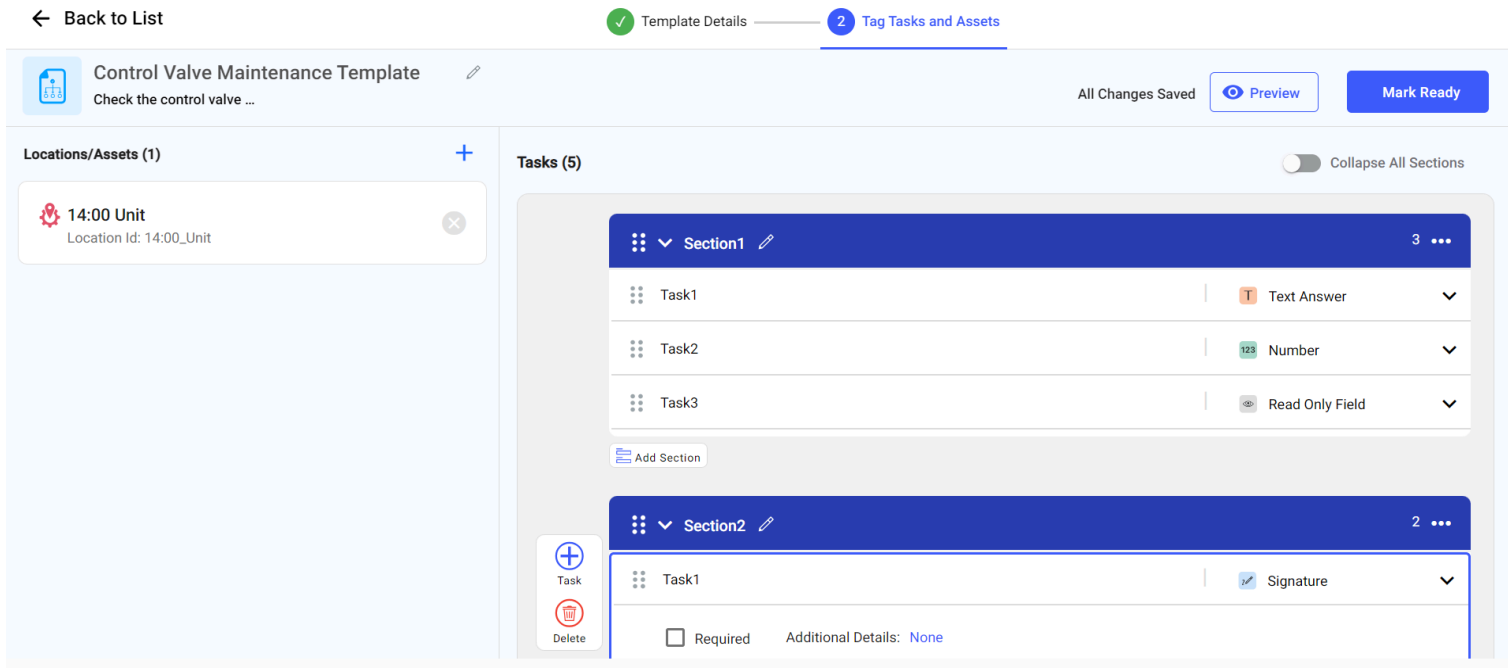 Back to List
Template Details
2 Tag Tasks and Assets
Control Valve Maintenance Template
Check the control valve ...
All Changes Saved
Preview
Mark Ready
Locations/Assets (1)
14:00 Unit
Location Id: 14:00_Unit
Tasks (5)
Collapse All Sections
Section1
3
Task1
T Text Answer
Task2
123 Number
Task3
Read Only Field
Add Section
Section2
2
Task
Delete
Task1
Signature
Required
Additional Details: None